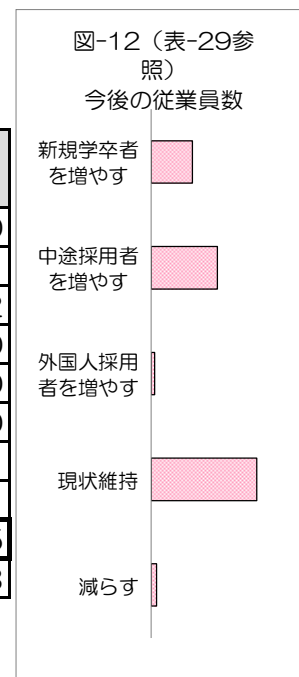 図-12（表-29参
照）
今後の従業員数
新規学卒者
を増やす
中途採用者
を増やす
外国人採用
者を増やす
現状維持
減らす